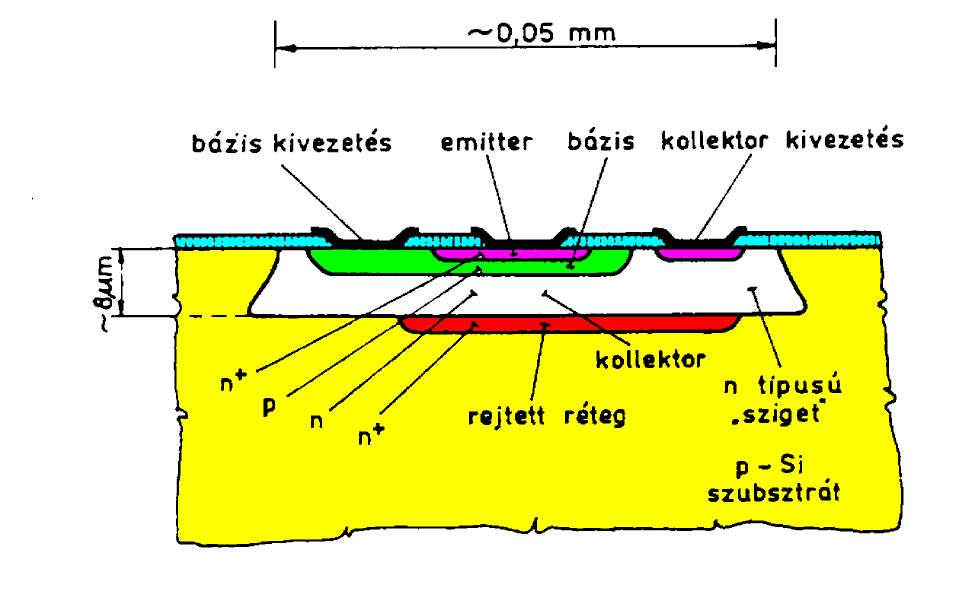 ~0,05 mm
bázis kivezetés emitter bázis kollektor kivezetés
~8µm
kollektor
n⁺
p
n
n⁺
rejtett réteg
n típusú
„sziget"
p - Si
szubsztrát